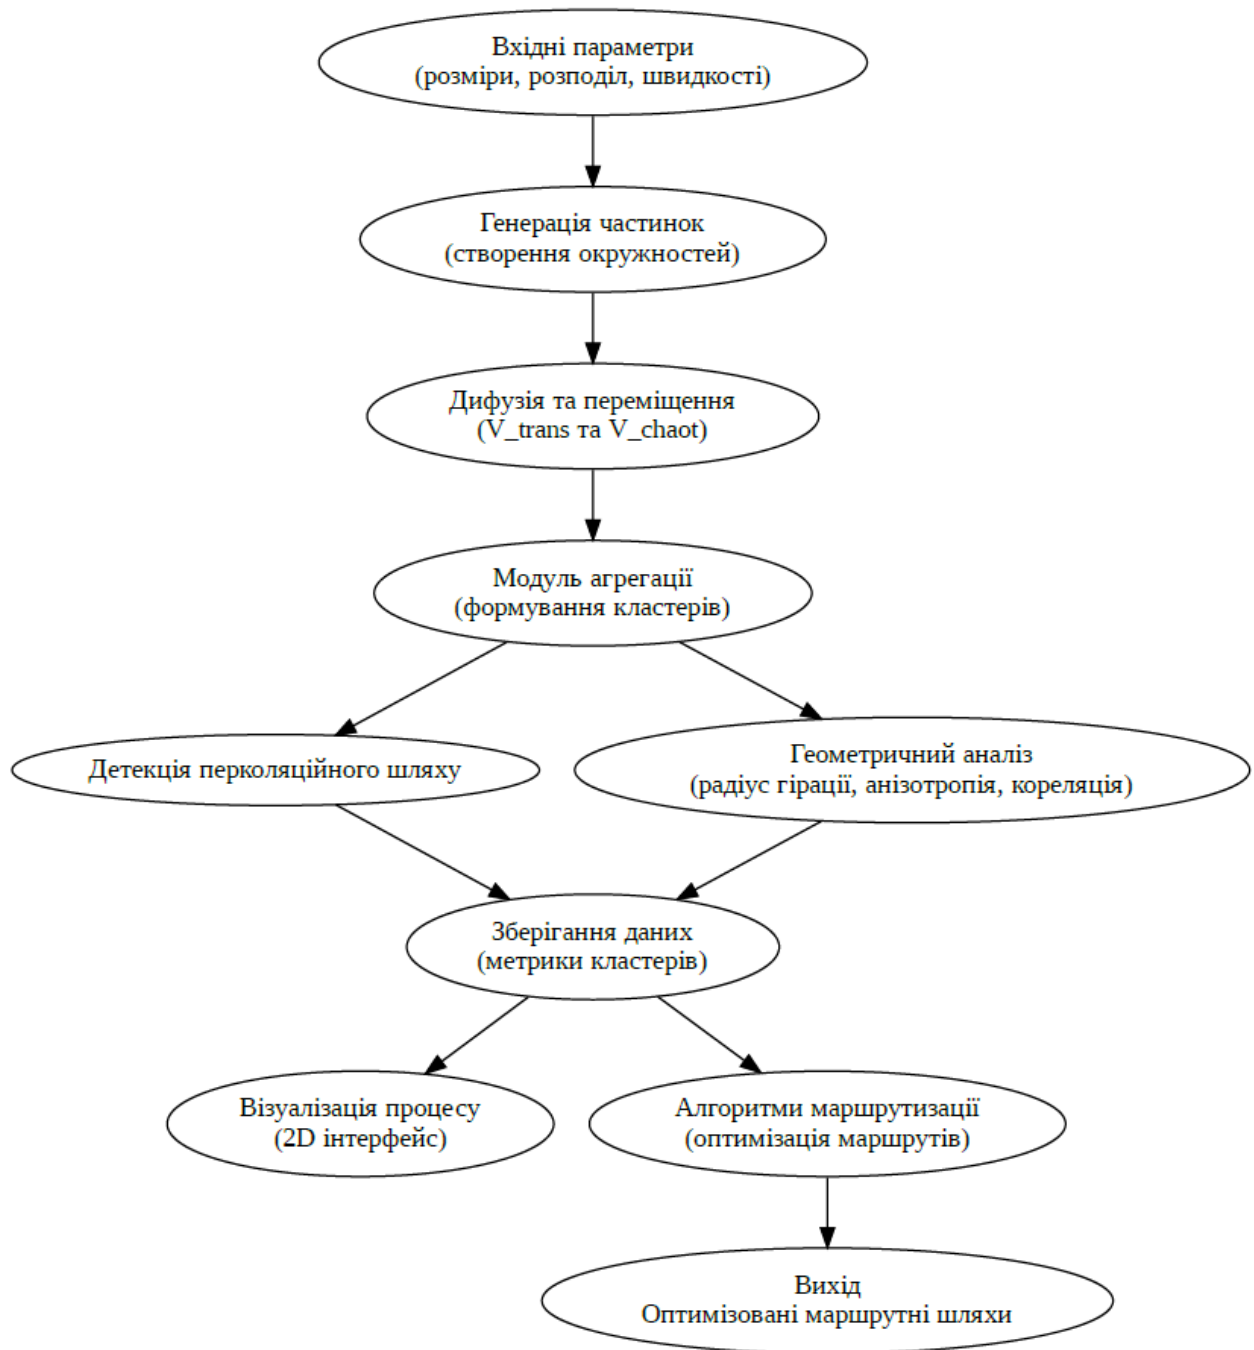 Вхідні параметри
(розміри, розподіл, швидкості)
Генерація частинок
(створення окружностей)
Дифузія та переміщення
(V_trans та V_chaot)
Модуль агрегації
(формування кластерів)
Детекція перколяційного шляху
Геометричний аналіз
(радіус гірації, анізотропія, кореляція)
Зберігання даних
(метрики кластерів)
Візуалізація процесу
(2D інтерфейс)
Алгоритми маршрутизації
(оптимізація маршрутів)
Вихід
Оптимізовані маршрутні шляхи